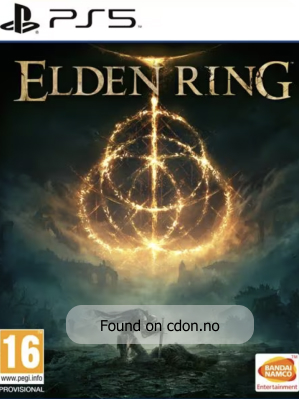 PS5
ELDEN RING
Found on cdon.no
16
www.pegi.info
PROVISIONAL
BANDAI
NAMCO
Entertainment